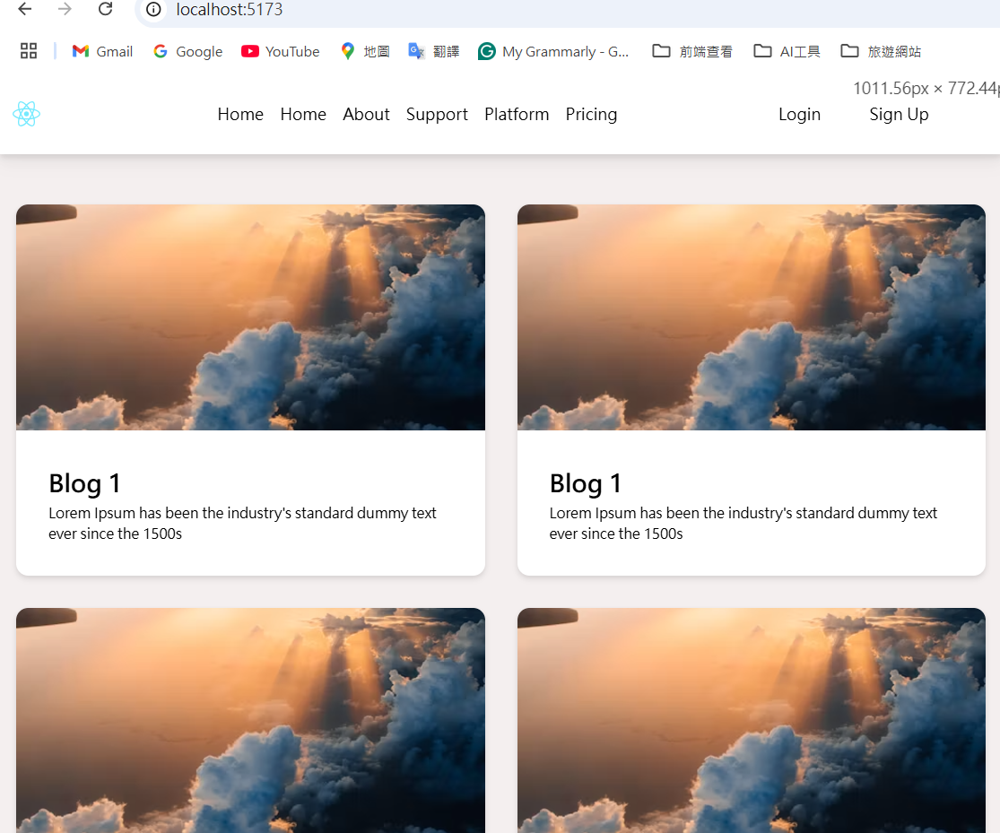 localhost:5173
Gmail Google YouTube 地圖 翻譯 My Grammarly - G... 前端查看 AI工具 旅遊網站
1011.56px × 772.44p
Home Home About Support Platform Pricing Login Sign Up
Blog 1
Lorem Ipsum has been the industry's standard dummy text
ever since the 1500s
Blog 1
Lorem Ipsum has been the industry's standard dummy text
ever since the 1500s